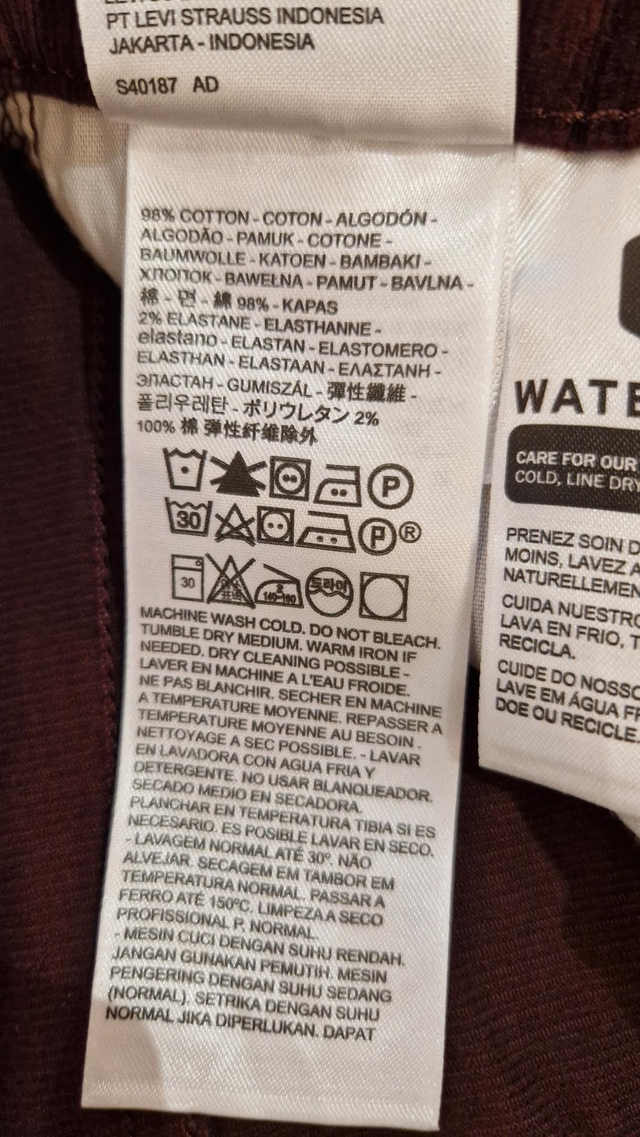 PT LEVI STRAUSS INDONESIA
JAKARTA - INDONESIA
S40187 AD
98% COTTON - COTON - ALGODÓN -
ALGODÃO - PAMUK - COTONE -
BAUMWOLLE - KATOEN - BAMBAKI -
ХЛОПОК - BAWEŁNA - PAMUT - BAVLNA -
棉 - 면 - 綿 98% - KAPAS
2% ELASTANE - ELASTHANNE -
elastano - ELASTAN - ELASTOMERO -
ELASTHAN - ELASTAAN - ΕΛΑΣΤΑΝΗ -
ЭЛАСТАН - GUMISZÁL - 彈性纖維 -
폴리우레탄 - ポリウレタン 2%
100% 棉 弹性纤维除外
P
30 P®
30 드라이
MACHINE WASH COLD. DO NOT BLEACH.
TUMBLE DRY MEDIUM. WARM IRON IF
NEEDED. DRY CLEANING POSSIBLE -
LAVER EN MACHINE A L'EAU FROIDE.
NE PAS BLANCHIR. SECHER EN MACHINE
A TEMPERATURE MOYENNE. REPASSER A
TEMPERATURE MOYENNE AU BESOIN .
NETTOYAGE A SEC POSSIBLE. - LAVAR
EN LAVADORA CON AGUA FRIA Y
DETERGENTE. NO USAR BLANQUEADOR.
SECADO MEDIO EN SECADORA.
PLANCHAR EN TEMPERATURA TIBIA SI ES
NECESARIO. ES POSIBLE LAVAR EN SECO.
- LAVAGEM NORMAL ATÉ 30º. NÃO
ALVEJAR. SECAGEM EM TAMBOR EM
TEMPERATURA NORMAL. PASSAR A
FERRO ATÉ 150ºC. LIMPEZA A SECO
PROFISSIONAL P, NORMAL.
- MESIN CUCI DENGAN SUHU RENDAH.
JANGAN GUNAKAN PEMUTIH. MESIN
PENGERING DENGAN SUHU SEDANG
(NORMAL). SETRIKA DENGAN SUHU
NORMAL JIKA DIPERLUKAN. DAPAT
WATE
CARE FOR OUR
COLD, LINE DRY
PRENEZ SOIN D
MOINS, LAVEZ A
NATURELLEMEN
CUIDA NUESTRO
LAVA EN FRIO, T
RECICLA.
CUIDE DO NOSSO
LAVE EM ÁGUA FR
DOE OU RECICLE.